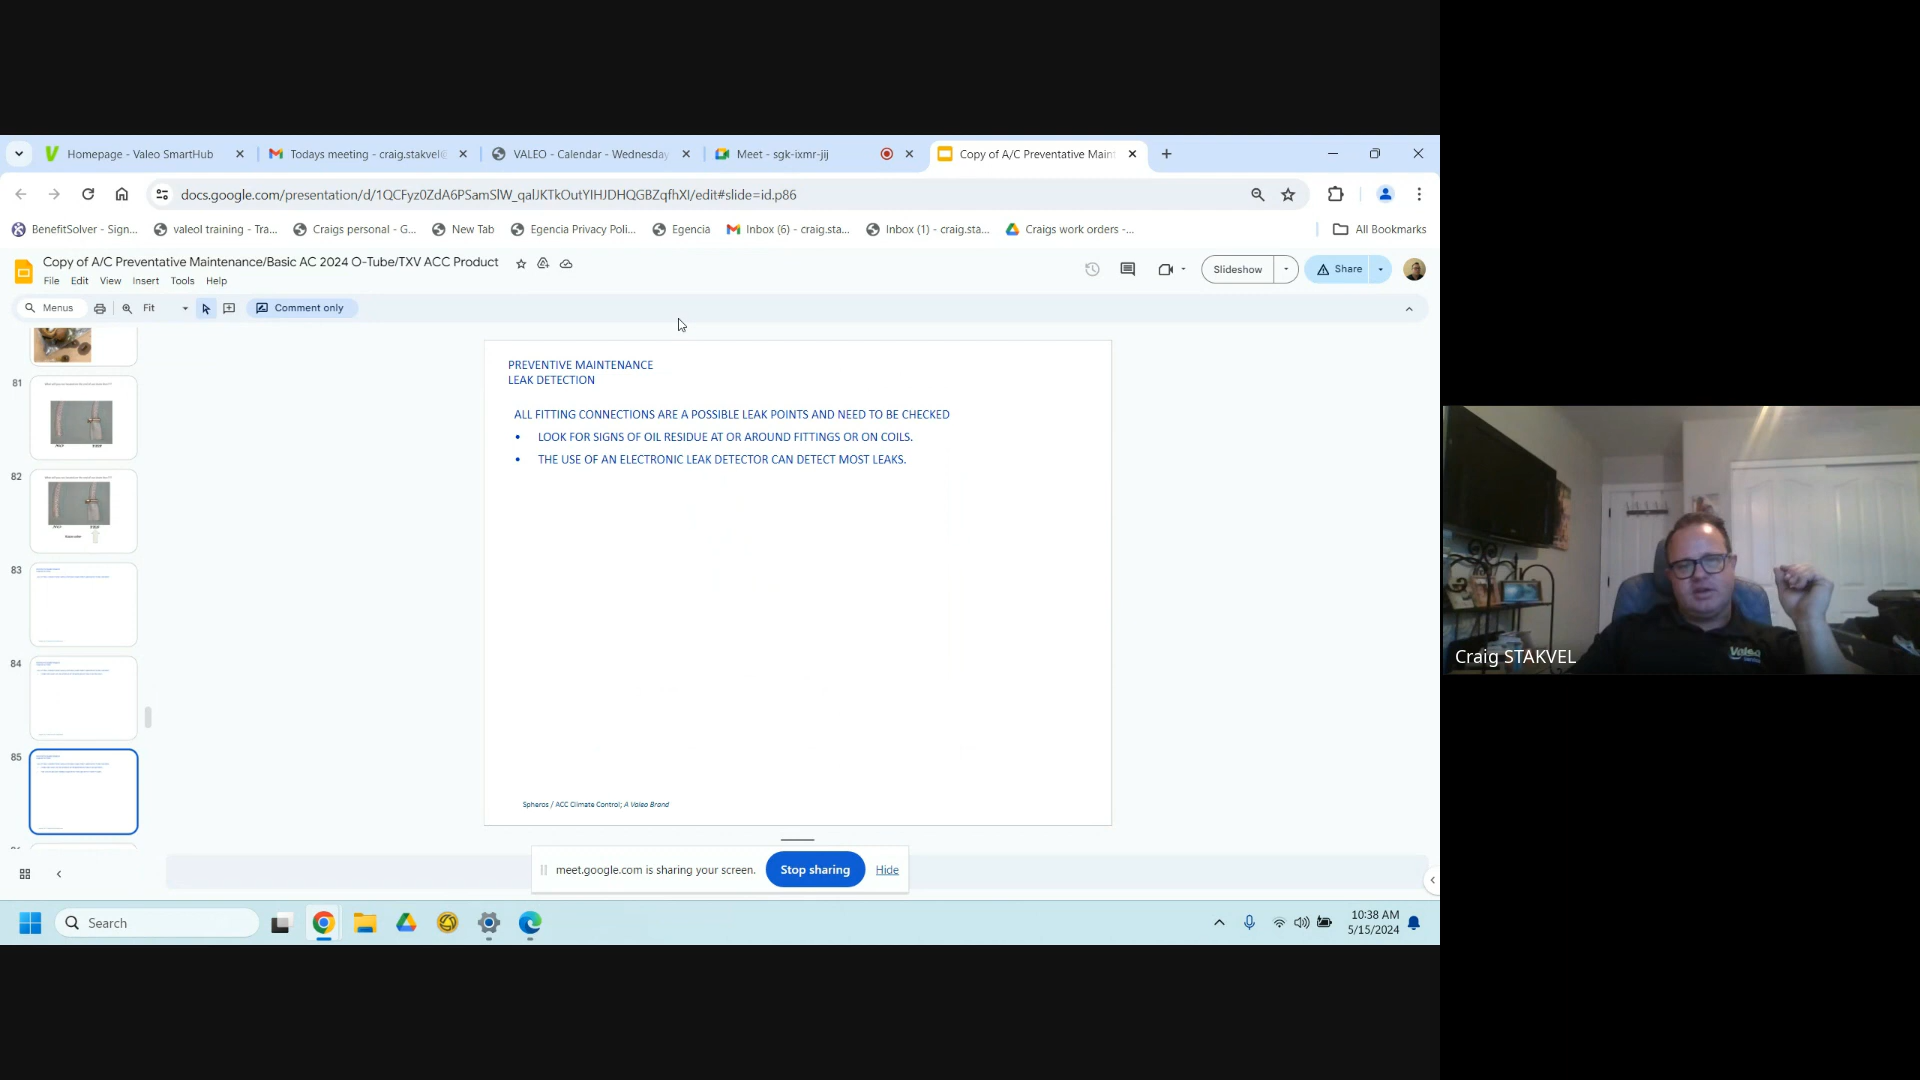 Homepage - Valeo SmartHub
Todays meeting - craig.stakvel@
VALEO - Calendar - Wednesday
Meet - sgk-ixmr-jij
Copy of A/C Preventative Main
docs.google.com/presentation/d/1QCFyz0ZdA6PSamSlW_qalJKTkOutYlHJDHQGBZqfhXI/edit#slide=id.p86
BenefitSolver - Sign...
valeol training - Tra...
Craigs personal - G...
New Tab
Egencia Privacy Poli...
Egencia
Inbox (6) - craig.sta...
Inbox (1) - craig.sta...
Craigs work orders -...
All Bookmarks
Copy of A/C Preventative Maintenance/Basic AC 2024 O-Tube/TXV ACC Product
File Edit View Insert Tools Help
Slideshow
Share
Menus
Fit
Comment only
81
82
83
84
85
PREVENTIVE MAINTENANCE
LEAK DETECTION
ALL FITTING CONNECTIONS ARE A POSSIBLE LEAK POINTS AND NEED TO BE CHECKED
• LOOK FOR SIGNS OF OIL RESIDUE AT OR AROUND FITTINGS OR ON COILS.
• THE USE OF AN ELECTRONIC LEAK DETECTOR CAN DETECT MOST LEAKS.
Spheros / ACC Climate Control; A Valeo Brand
meet.google.com is sharing your screen.
Stop sharing
Hide
Search
10:38 AM
5/15/2024
Valeo
Craig STAKVEL